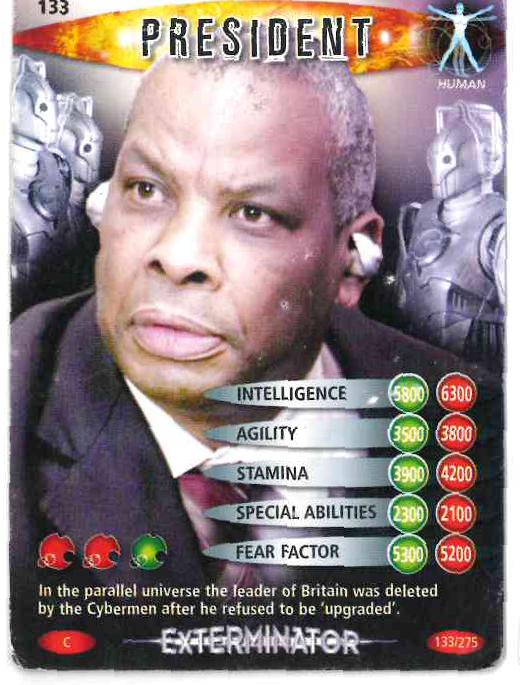 133
PRESIDENT
HUMAN
INTELLIGENCE 5800 6300
AGILITY 3500 3800
STAMINA 3900 4200
SPECIAL ABILITIES 2300 2100
FEAR FACTOR 5300 5200
In the parallel universe the leader of Britain was deleted
by the Cybermen after he refused to be 'upgraded'.
C EXTERMINATOR 133/275